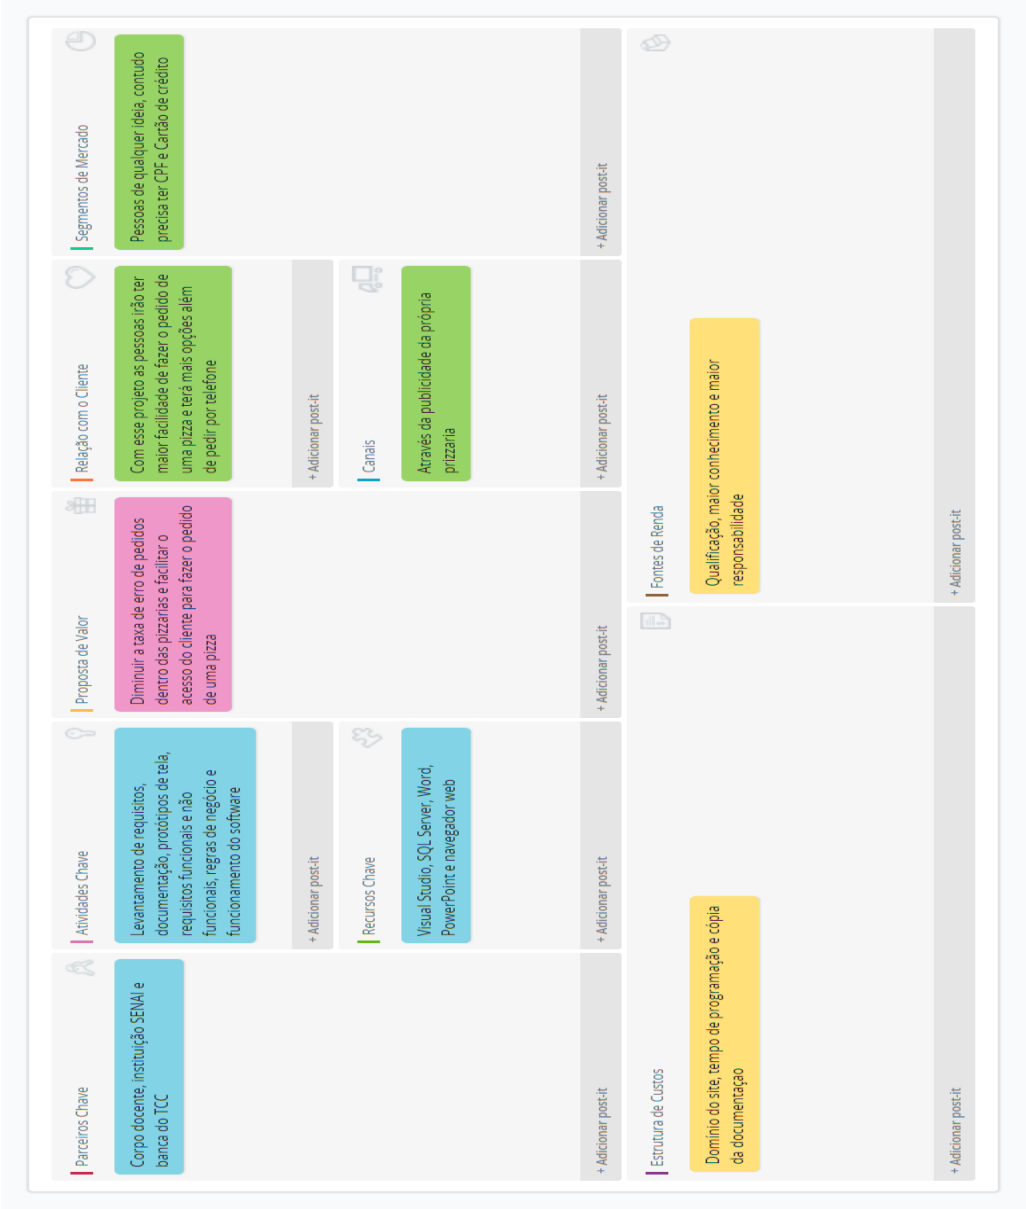 Parceiros Chave
Corpo docente, instituição SENAI e
banca do TCC
+ Adicionar post-it
Atividades Chave
Levantamento de requisitos,
documentação, protótipos de tela,
requisitos funcionais e não
funcionais, regras de negócio e
funcionamento do software
+ Adicionar post-it
Recursos Chave
Visual Studio, SQL Server, Word,
PowerPoint e navegador web
+ Adicionar post-it
Proposta de Valor
Diminuir a taxa de erro de pedidos
dentro das pizzarias e facilitar o
acesso do cliente para fazer o pedido
de uma pizza
+ Adicionar post-it
Relação com o Cliente
Com esse projeto as pessoas irão ter
maior facilidade de fazer o pedido de
uma pizza e terá mais opções além
de pedir por telefone
+ Adicionar post-it
Canais
Através da publicidade da própria
prizzaria
+ Adicionar post-it
Segmentos de Mercado
Pessoas de qualquer ideia, contudo
precisa ter CPF e Cartão de crédito
+ Adicionar post-it
Estrutura de Custos
Domínio do site, tempo de programação e cópia
da documentaçao
+ Adicionar post-it
Fontes de Renda
Qualificação, maior conhecimento e maior
responsabilidade
+ Adicionar post-it